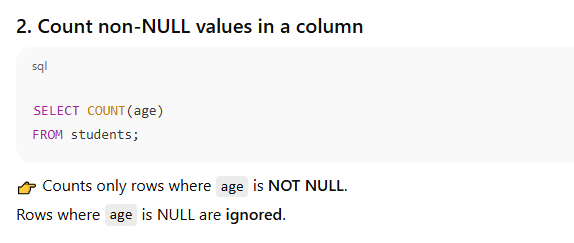 2. Count non-NULL values in a column
sql
SELECT COUNT(age)
FROM students;
👉 Counts only rows where age is NOT NULL.
Rows where age is NULL are ignored.